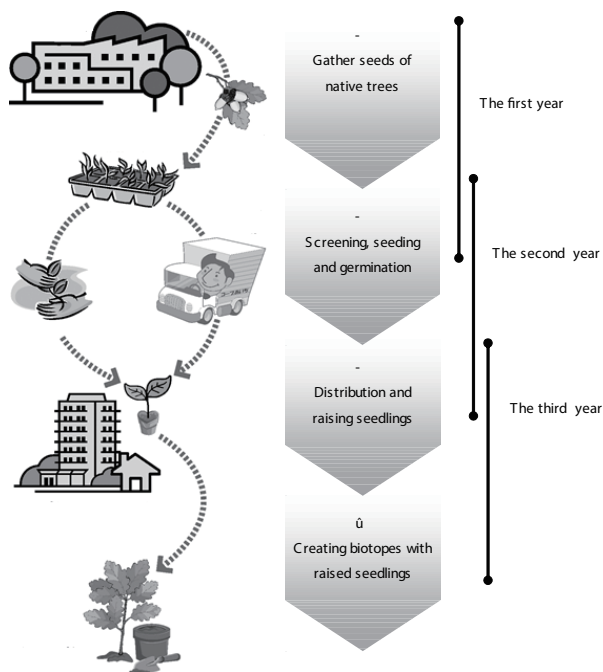 -
Gather seeds of
native trees
The first year
-
Screening, seeding
and germination
The second year
-
Distribution and
raising seedlings
The third year
û
Creating biotopes with
raised seedlings